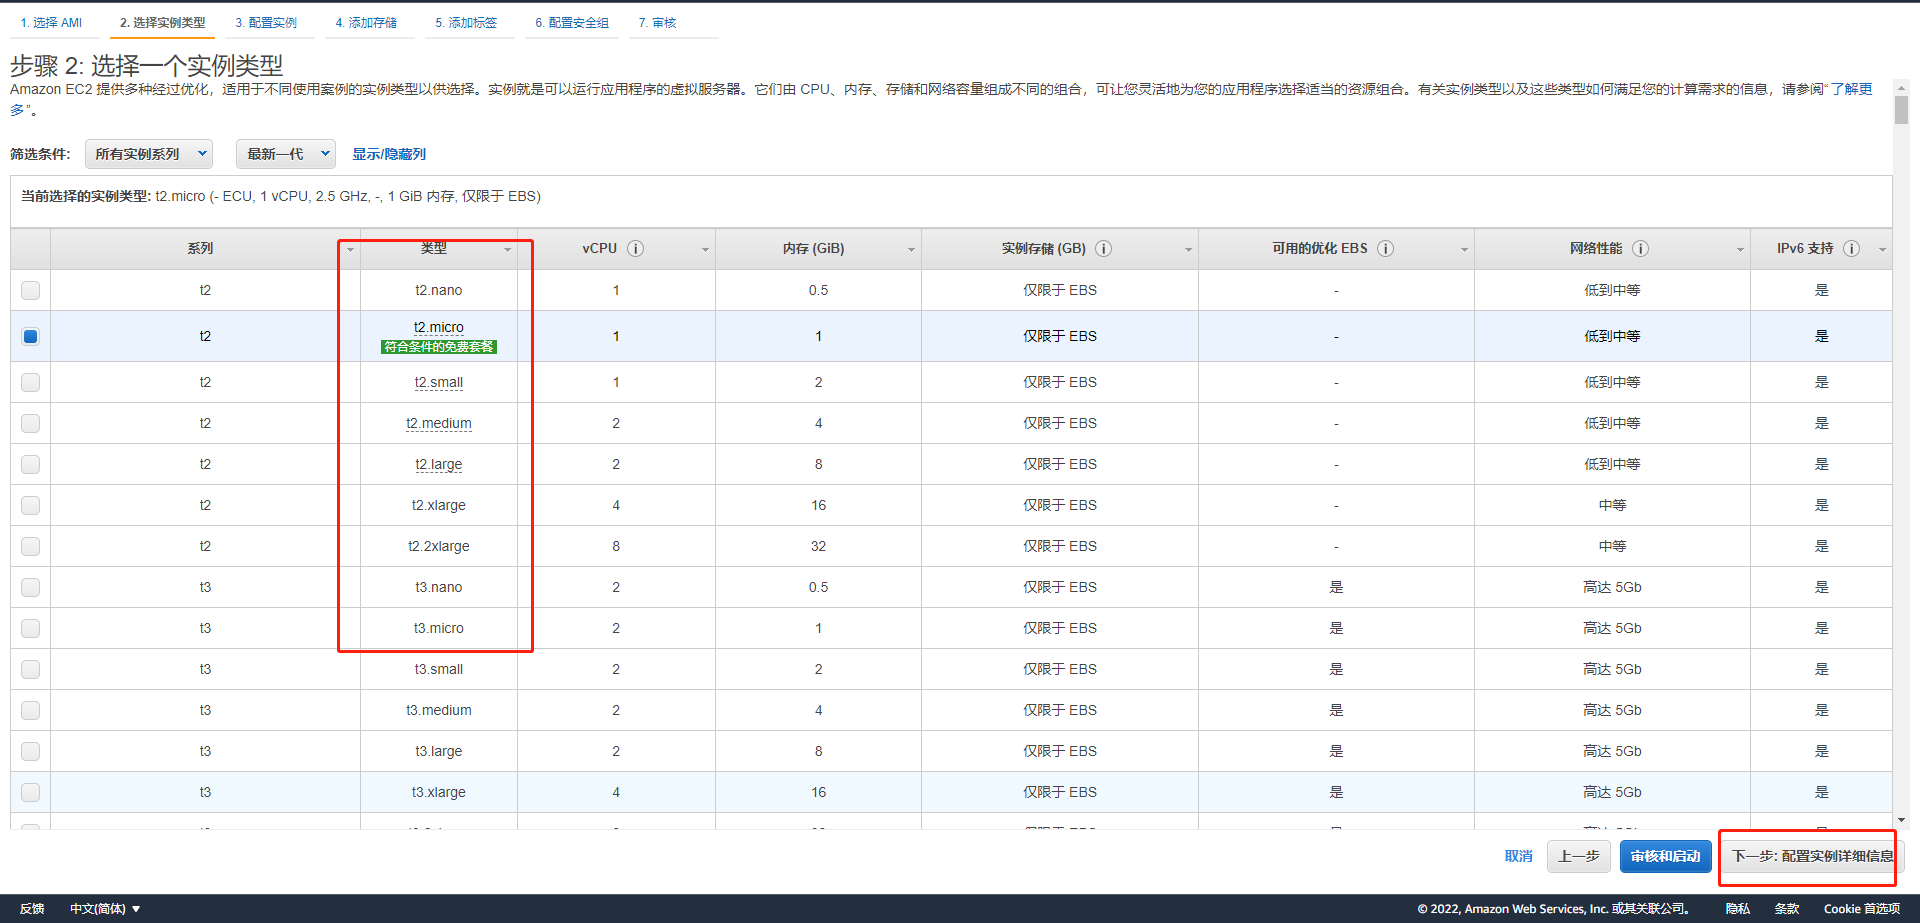 1. 选择 AMI 2. 选择实例类型 3. 配置实例 4. 添加存储 5. 添加标签 6. 配置安全组 7. 审核
步骤 2: 选择一个实例类型
Amazon EC2 提供多种经过优化，适用于不同使用案例的实例类型以供选择。实例就是可以运行应用程序的虚拟服务器。它们由 CPU、内存、存储和网络容量组成不同的组合，可让您灵活地为您的应用程序选择适当的资源组合。有关实例类型以及这些类型如何满足您的计算需求的信息，请参阅“了解更
多”。
筛选条件: 所有实例系列 最新一代 显示/隐藏列
当前选择的实例类型: t2.micro (- ECU, 1 vCPU, 2.5 GHz, -, 1 GiB 内存, 仅限于 EBS)
系列 类型 vCPU i 内存 (GiB) 实例存储 (GB) i 可用的优化 EBS i 网络性能 i IPv6 支持 i
t2 t2.nano 1 0.5 仅限于 EBS - 低到中等 是
t2 t2.micro 1 1 仅限于 EBS - 低到中等 是
符合条件的免费套餐
t2 t2.small 1 2 仅限于 EBS - 低到中等 是
t2 t2.medium 2 4 仅限于 EBS - 低到中等 是
t2 t2.large 2 8 仅限于 EBS - 低到中等 是
t2 t2.xlarge 4 16 仅限于 EBS - 中等 是
t2 t2.2xlarge 8 32 仅限于 EBS - 中等 是
t3 t3.nano 2 0.5 仅限于 EBS 是 高达 5Gb 是
t3 t3.micro 2 1 仅限于 EBS 是 高达 5Gb 是
t3 t3.small 2 2 仅限于 EBS 是 高达 5Gb 是
t3 t3.medium 2 4 仅限于 EBS 是 高达 5Gb 是
t3 t3.large 2 8 仅限于 EBS 是 高达 5Gb 是
t3 t3.xlarge 4 16 仅限于 EBS 是 高达 5Gb 是
取消 上一步 审核和启动 下一步: 配置实例详细信息
反馈 中文(简体) © 2022, Amazon Web Services, Inc. 或其关联公司。 隐私 条款 Cookie 首选项